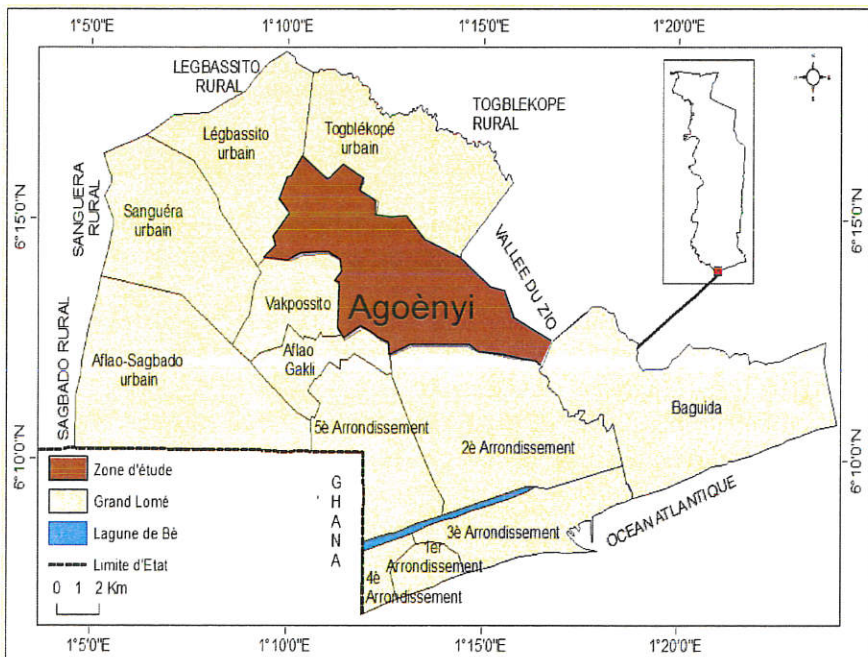 1°5'0"E 1°10'0"E 1°15'0"E 1°20'0"E
LEGBASSITO
RURAL
TOGBLEKOPE
RURAL
Légbassito
urbain
Togblékopé
urbain
SANGUERA
RURAL
Sanguéra
urbain
6°15'0"N
6°15'0"N
VALLEE DU ZIO
Vakpossito
Agoènyi
SAGBADO RURAL
Aflao-Sagbado
urbain
Aflao
Gakli
Baguida
5è Arrondissement
2è Arrondissement
6°10'0"N
6°10'0"N
GHANA
OCEAN ATLANTIQUE
3è Arrondissement
1er
Arrondissement
4è
Arrondissement
Zone d'étude
Grand Lomé
Lagune de Bè
Limite d'Etat
0 1 2 Km
1°5'0"E 1°10'0"E 1°15'0"E 1°20'0"E